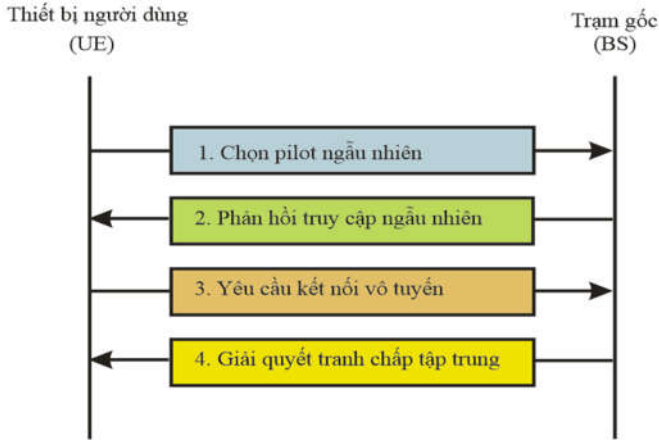 Thiết bị người dùng
(UE)
Trạm gốc
(BS)
1. Chọn pilot ngẫu nhiên
2. Phản hồi truy cập ngẫu nhiên
3. Yêu cầu kết nối vô tuyến
4. Giải quyết tranh chấp tập trung